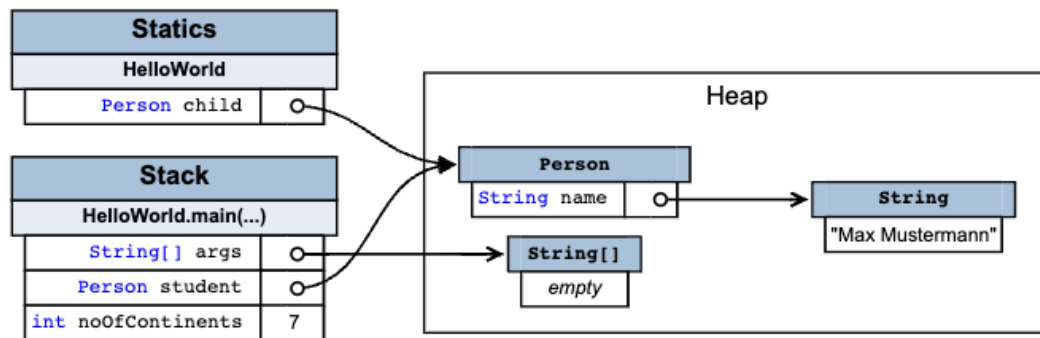 Statics
HelloWorld
Person child
Stack
HelloWorld.main(...)
String[] args
Person student
int noOfContinents 7
Heap
Person
String name
String
"Max Mustermann"
String[]
empty